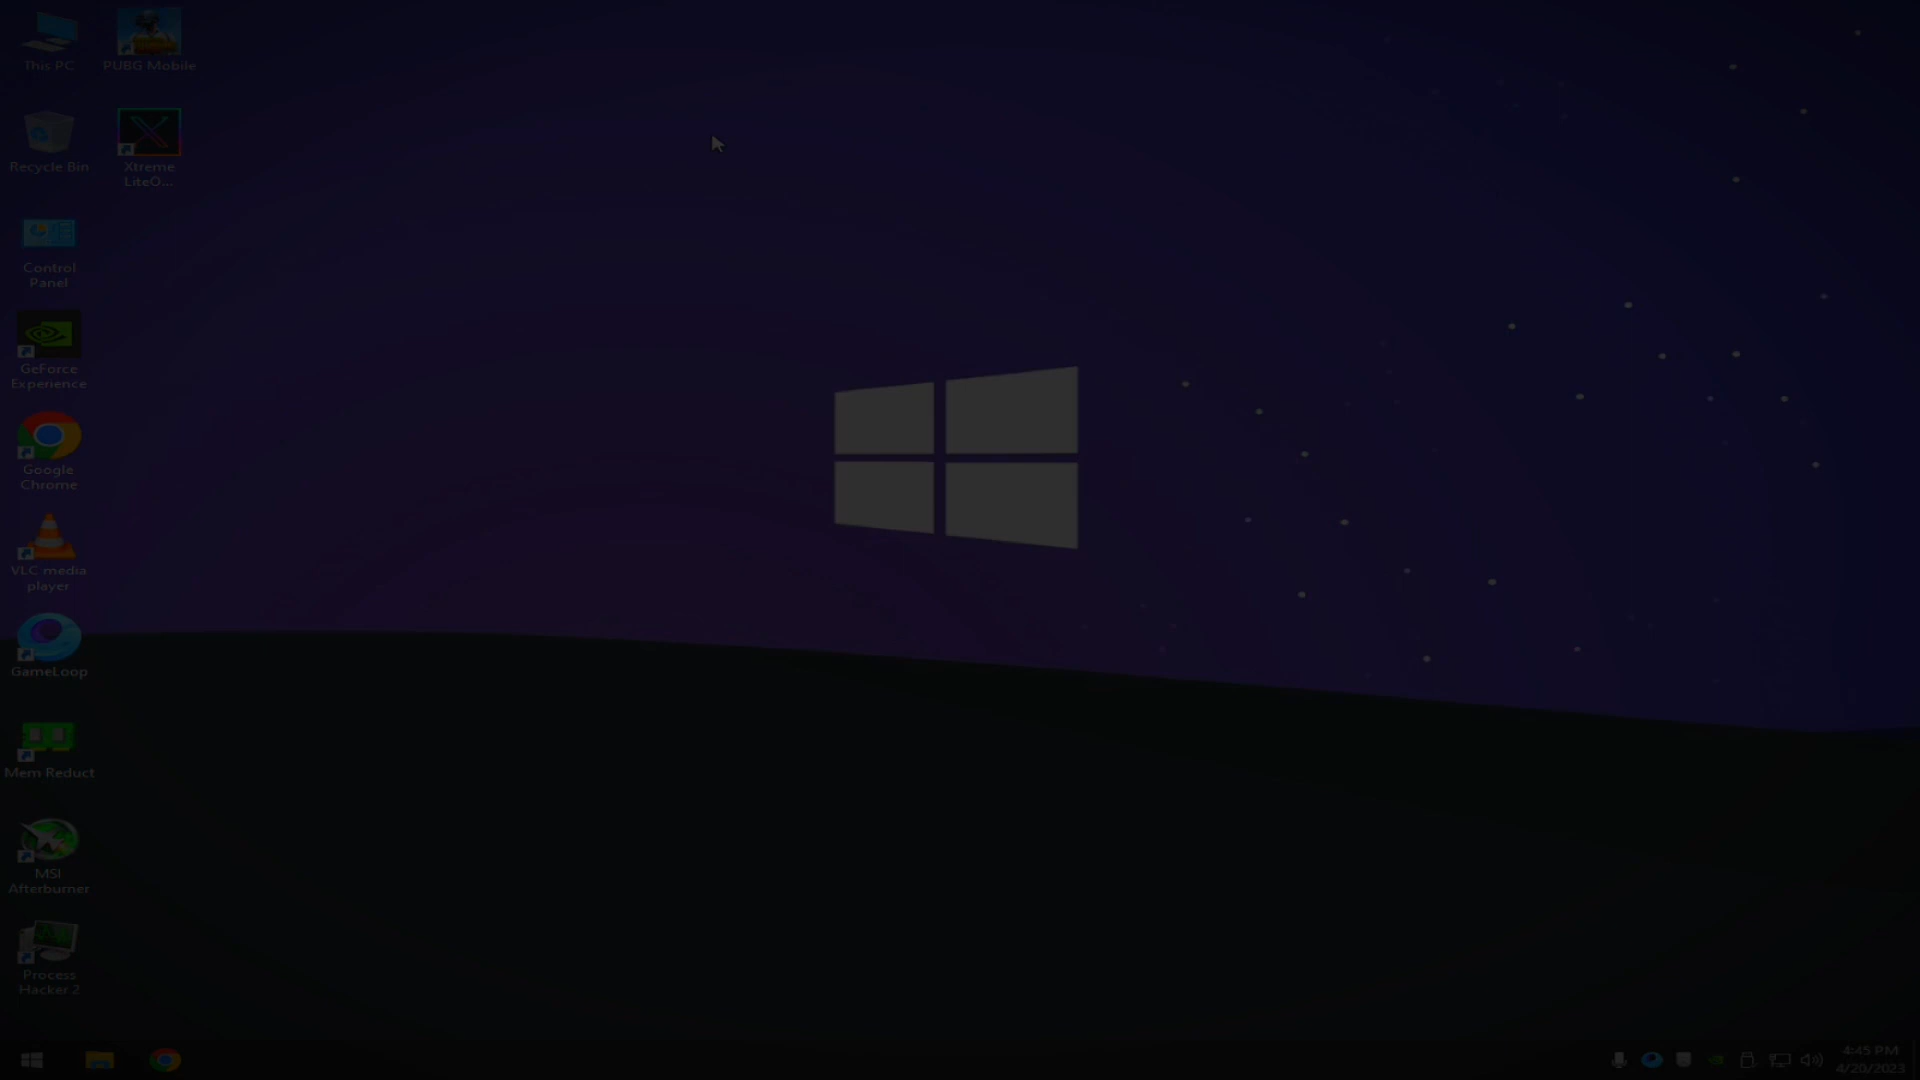 This PC
PUBG Mobile
Recycle Bin
Xtreme
LiteO...
Control
Panel
GeForce
Experience
Google
Chrome
VLC media
player
GameLoop
Mem Reduct
MSI
Afterburner
Process
Hacker 2
4:45 PM
4/20/2023